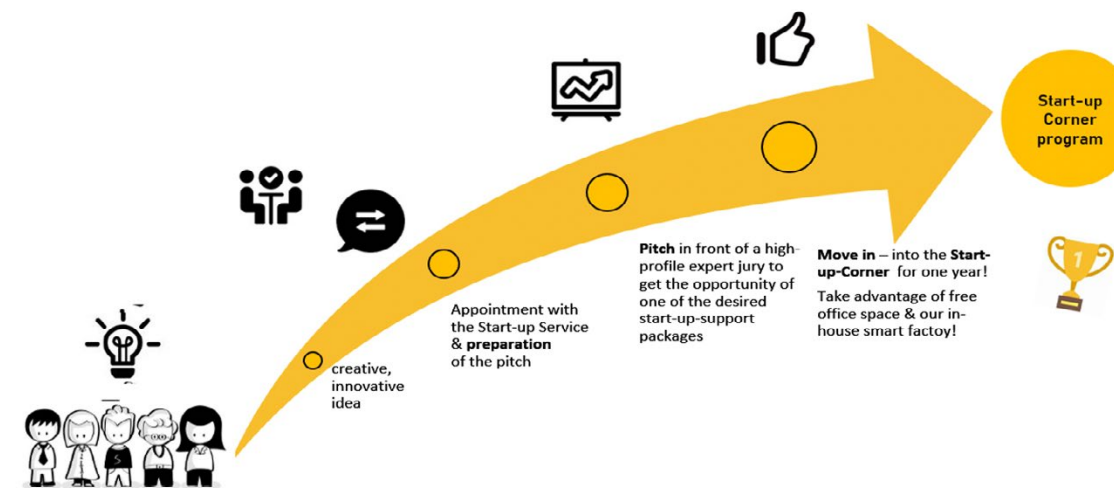 creative,
innovative
idea
Appointment with
the Start-up Service
& preparation
of the pitch
Pitch in front of a high-
profile expert jury to
get the opportunity of
one of the desired
start-up-support
packages
Move in – into the Start-
up-Corner for one year!
Take advantage of free
office space & our in-
house smart factoy!
Start-up
Corner
program
1
S